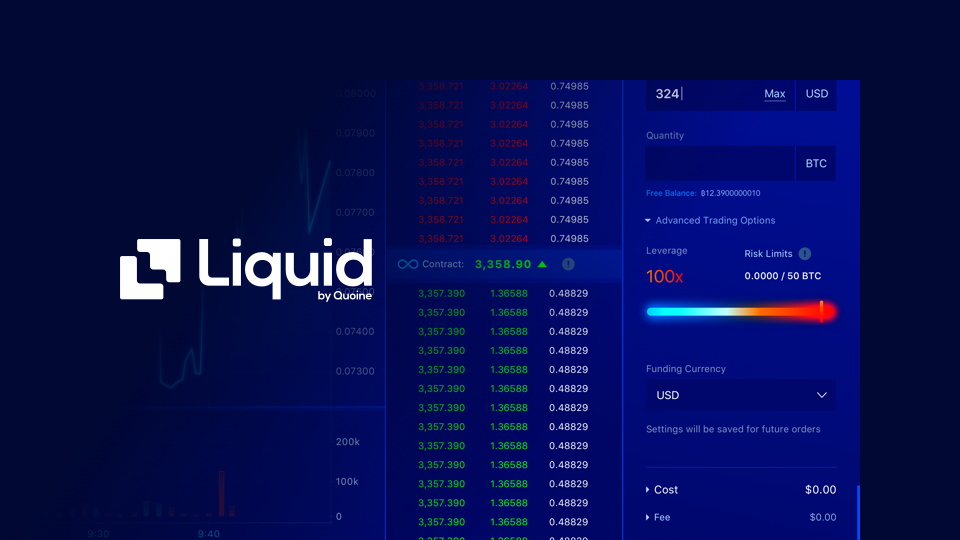 Liquid
by Quoine
0.08000
0.07900
0.07800
0.07700
0.07400
0.07300
200k
100k
0
9:30 9:40
3,358.721 3.02264 0.74985
3,358.721 3.02264 0.74985
3,358.721 3.02264 0.74985
3,358.721 3.02264 0.74985
3,358.721 3.02264 0.74985
3,358.721 3.02264 0.74985
3,358.721 3.02264 0.74985
3,358.721 3.02264 0.74985
3,358.721 3.02264 0.74985
Contract: 3,358.90
3,357.390 1.36588 0.48829
3,357.390 1.36588 0.48829
3,357.390 1.36588 0.48829
3,357.390 1.36588 0.48829
3,357.390 1.36588 0.48829
3,357.390 1.36588 0.48829
3,357.390 1.36588 0.48829
3,357.390 1.36588 0.48829
3,357.390 1.36588 0.48829
3,357.390 1.36588 0.48829
3,357.390 1.36588 0.48829
3,357.390 1.36588 0.48829
3,357.390 1.36588 0.48829
324 Max USD
Quantity
BTC
Free Balance: ฿12.3900000010
Advanced Trading Options
Leverage Risk Limits
100x 0.0000 / 50 BTC
Funding Currency
USD
Settings will be saved for future orders
Cost $0.00
Fee $0.00